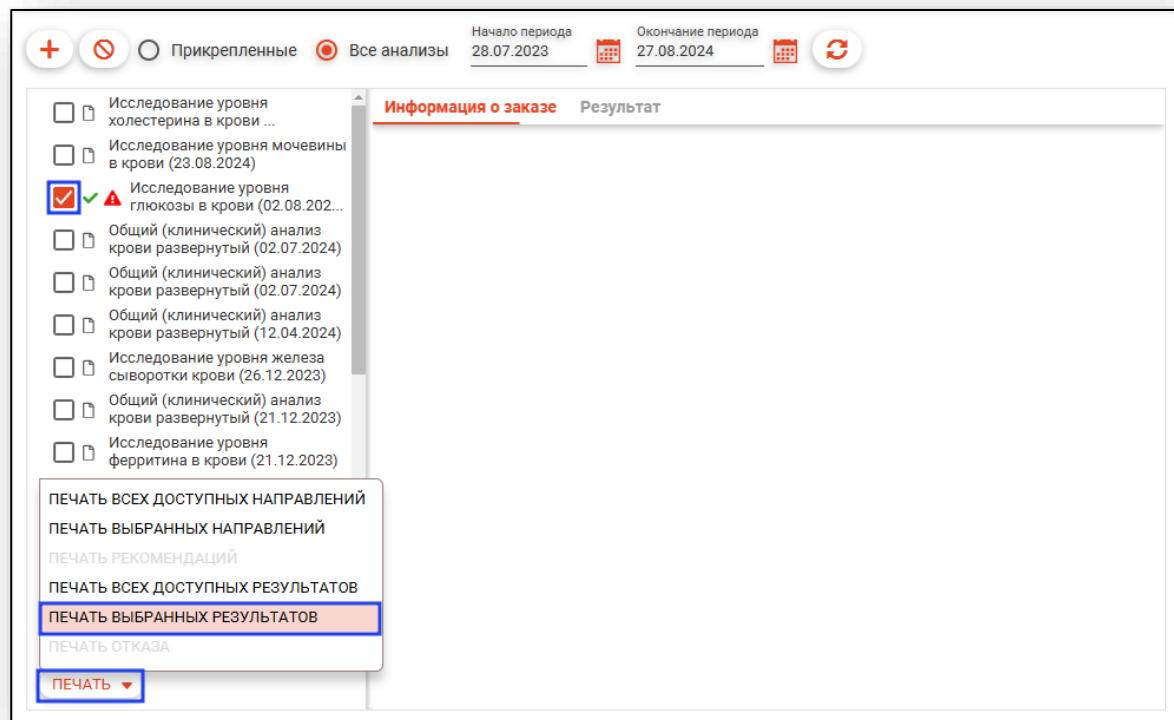 Прикрепленные
Все анализы
Начало периода
28.07.2023
Окончание периода
27.08.2024
Исследование уровня
холестерина в крови ...
Исследование уровня мочевины
в крови (23.08.2024)
Исследование уровня
глюкозы в крови (02.08.202...
Общий (клинический) анализ
крови развернутый (02.07.2024)
Общий (клинический) анализ
крови развернутый (02.07.2024)
Общий (клинический) анализ
крови развернутый (12.04.2024)
Исследование уровня железа
сыворотки крови (26.12.2023)
Общий (клинический) анализ
крови развернутый (21.12.2023)
Исследование уровня
ферритина в крови (21.12.2023)
ПЕЧАТЬ ВСЕХ ДОСТУПНЫХ НАПРАВЛЕНИЙ
ПЕЧАТЬ ВЫБРАННЫХ НАПРАВЛЕНИЙ
ПЕЧАТЬ РЕКОМЕНДАЦИЙ
ПЕЧАТЬ ВСЕХ ДОСТУПНЫХ РЕЗУЛЬТАТОВ
ПЕЧАТЬ ВЫБРАННЫХ РЕЗУЛЬТАТОВ
ПЕЧАТЬ ОТКАЗА
ПЕЧАТЬ
Информация о заказе
Результат